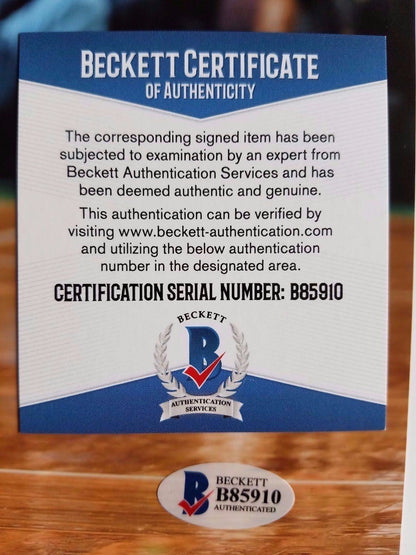 BECKETT CERTIFICATE
OF AUTHENTICITY
The corresponding signed item has been
subjected to examination by an expert from
Beckett Authentication Services and has
been deemed authentic and genuine.
This authentication can be verified by
visiting www.beckett-authentication.com
and utilizing the below authentication
number in the designated area.
CERTIFICATION SERIAL NUMBER: B85910
BECKETT
B
AUTHENTICATION
SERVICES
B
BECKETT
B85910
AUTHENTICATED